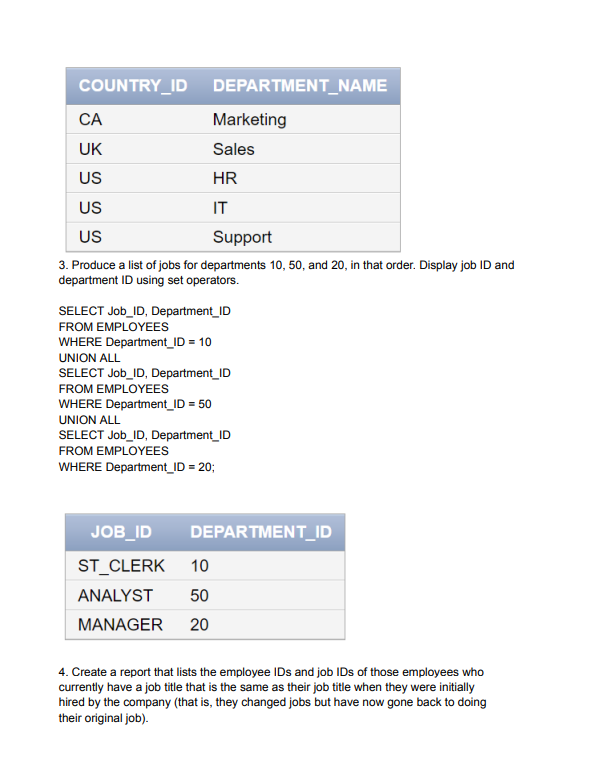 COUNTRY_ID DEPARTMENT_NAME
CA Marketing
UK Sales
US HR
US IT
US Support
3. Produce a list of jobs for departments 10, 50, and 20, in that order. Display job ID and
department ID using set operators.
SELECT Job_ID, Department_ID
FROM EMPLOYEES
WHERE Department_ID = 10
UNION ALL
SELECT Job_ID, Department_ID
FROM EMPLOYEES
WHERE Department_ID = 50
UNION ALL
SELECT Job_ID, Department_ID
FROM EMPLOYEES
WHERE Department_ID = 20;
JOB_ID DEPARTMENT_ID
ST_CLERK 10
ANALYST 50
MANAGER 20
4. Create a report that lists the employee IDs and job IDs of those employees who
currently have a job title that is the same as their job title when they were initially
hired by the company (that is, they changed jobs but have now gone back to doing
their original job).